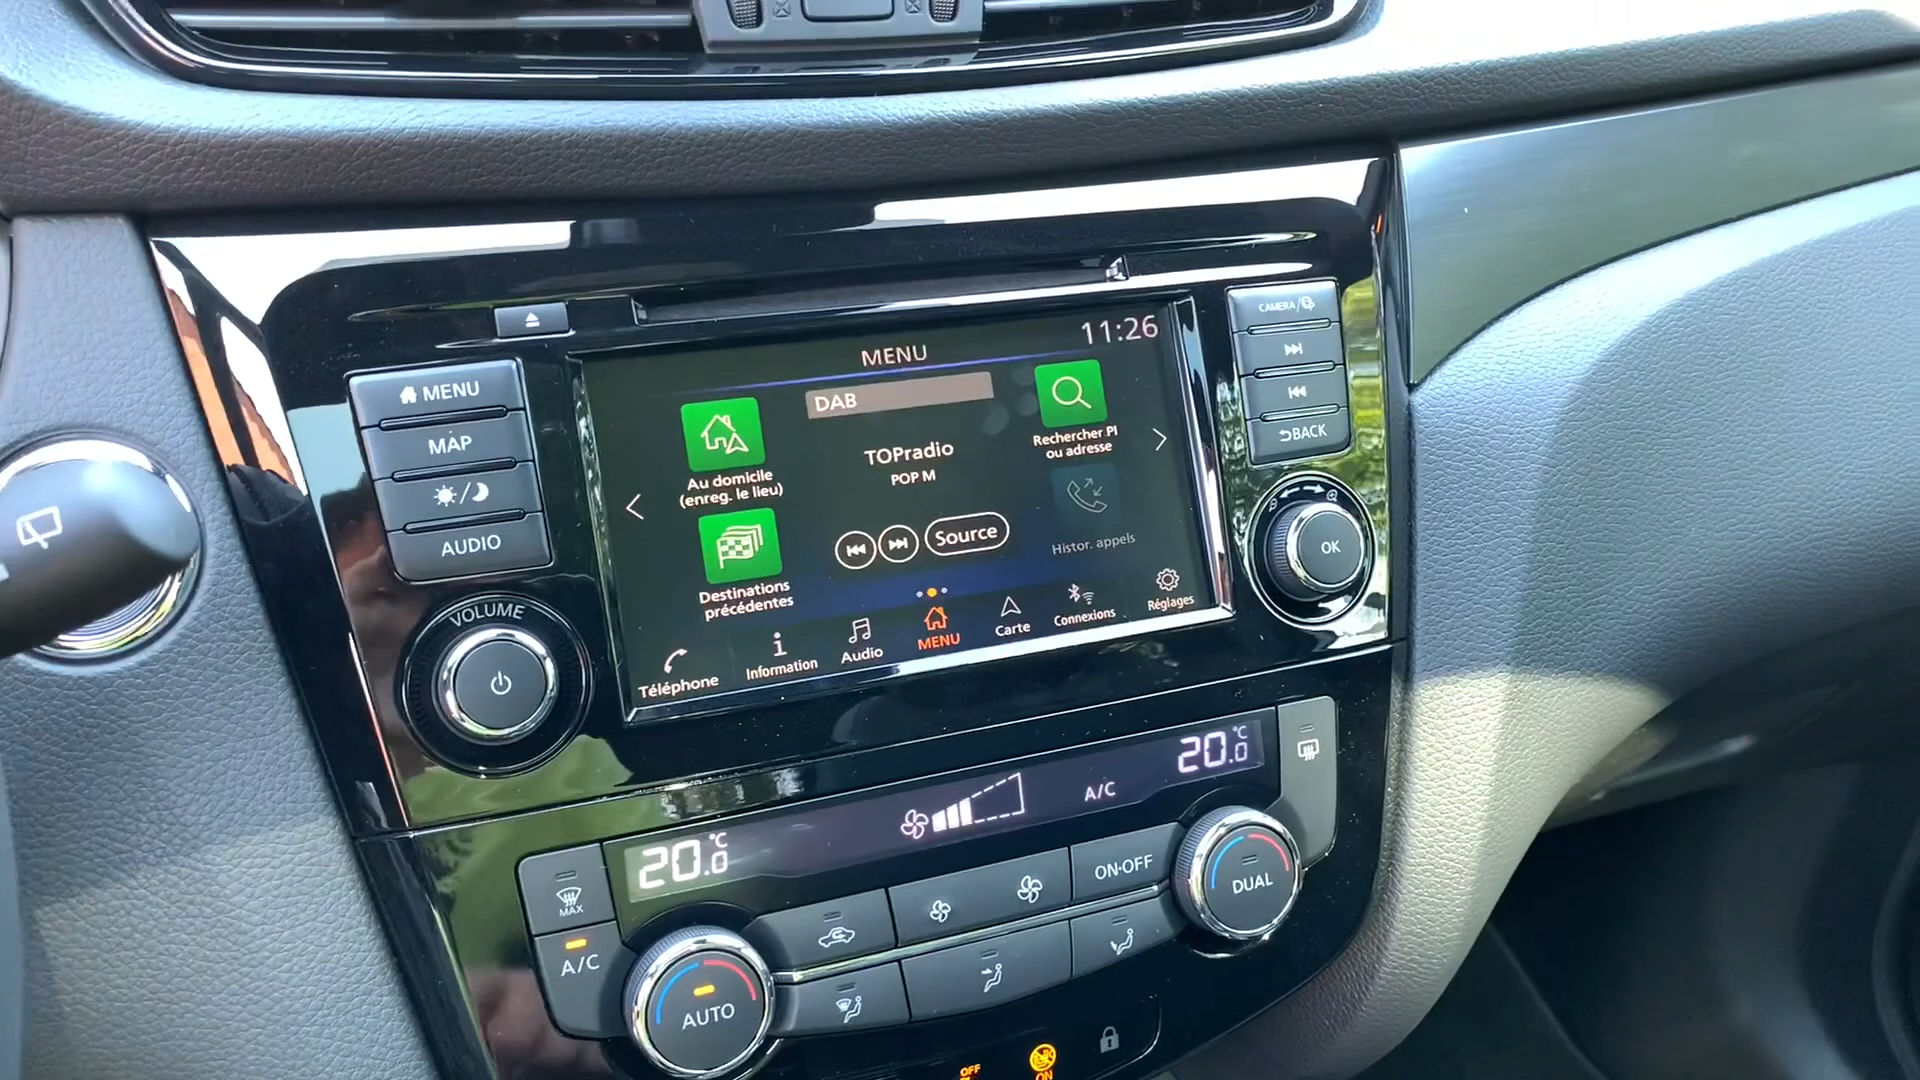 CAMERA/
MENU
11:26
MENU
DAB
MAP
TOPradio
POP M
Au domicile
(enreg. le lieu)
Rechercher PI
ou adresse
BACK
AUDIO
Source
Histor. appels
OK
Destinations
précédentes
VOLUME
Téléphone
Information
Audio
MENU
Carte
Connexions
Réglages
20.0 °C
A/C
20.0 °C
MAX
ON·OFF
DUAL
A/C
AUTO
OFF
ON